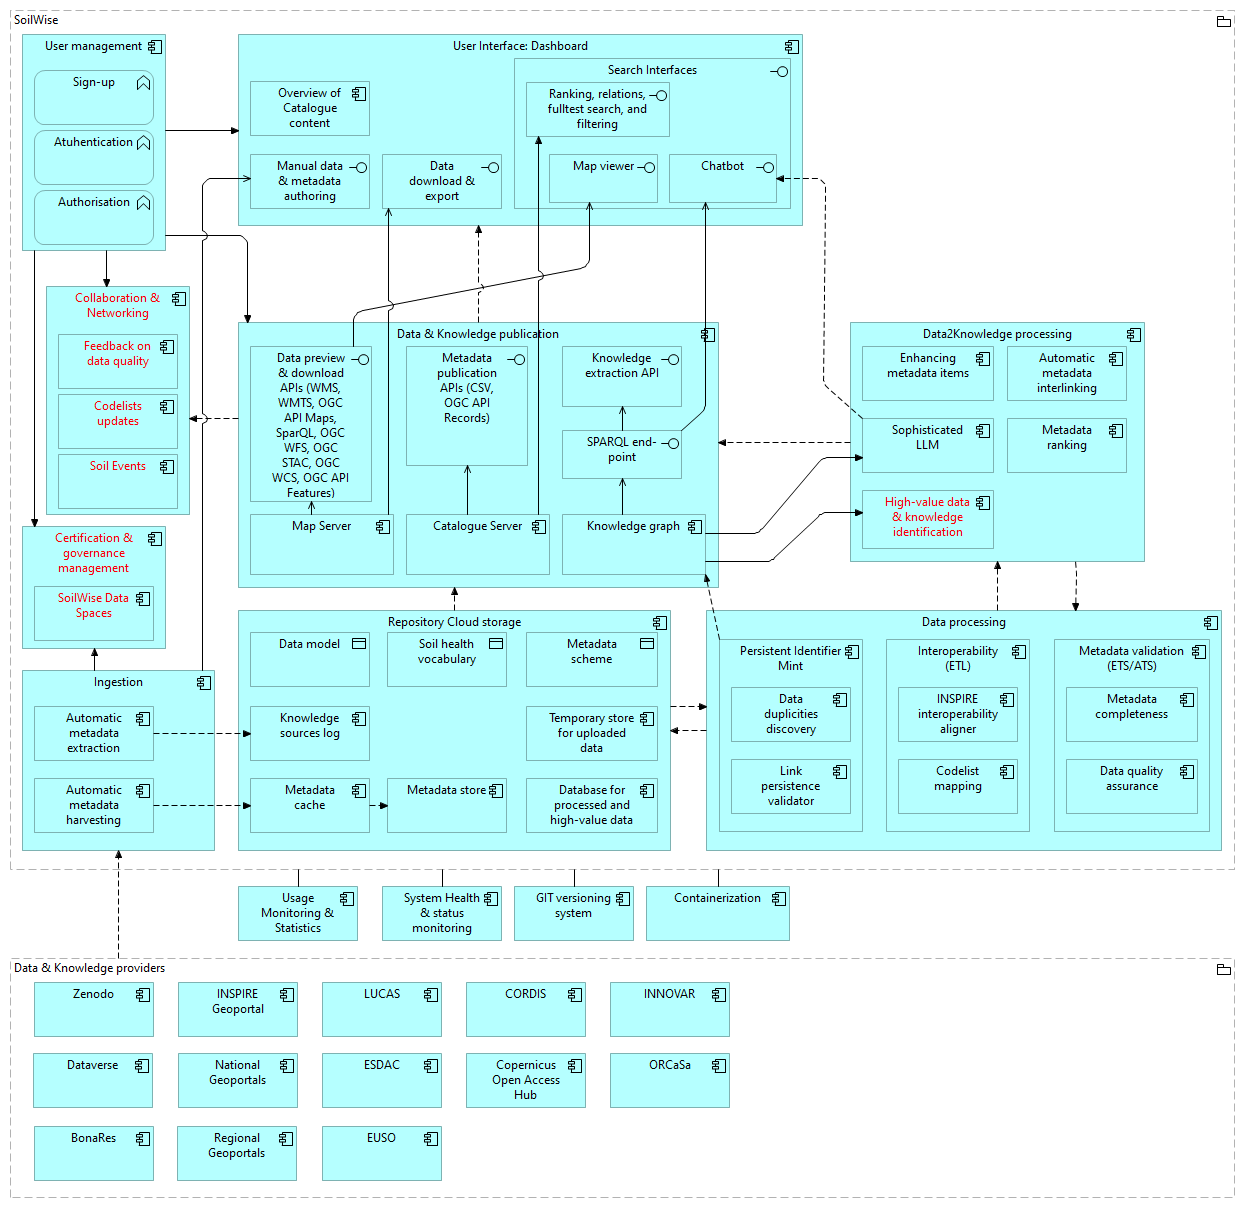 SoilWise
User management
Sign-up
Atuhentication
Authorisation
User Interface: Dashboard
Overview of
Catalogue
content
Manual data
& metadata
authoring
Data
download &
export
Search Interfaces
Ranking, relations,
fulltest search, and
filtering
Map viewer
Chatbot
Collaboration &
Networking
Feedback on
data quality
Codelists
updates
Soil Events
Data & Knowledge publication
Data preview
& download
APIs (WMS,
WMTS, OGC
API Maps,
SparQL, OGC
WFS, OGC
STAC, OGC
WCS, OGC API
Features)
Metadata
publication
APIs (CSV,
OGC API
Records)
Knowledge
extraction API
SPARQL end-
point
Map Server
Catalogue Server
Knowledge graph
Data2Knowledge processing
Enhancing
metadata items
Automatic
metadata
interlinking
Sophisticated
LLM
Metadata
ranking
High-value data
& knowledge
identification
Certification &
governance
management
SoilWise Data
Spaces
Ingestion
Automatic
metadata
extraction
Automatic
metadata
harvesting
Repository Cloud storage
Data model
Soil health
vocabulary
Metadata
scheme
Knowledge
sources log
Temporary store
for uploaded
data
Metadata
cache
Metadata store
Database for
processed and
high-value data
Data processing
Persistent Identifier
Mint
Data
duplicities
discovery
Link
persistence
validator
Interoperability
(ETL)
INSPIRE
interoperability
aligner
Codelist
mapping
Metadata validation
(ETS/ATS)
Metadata
completeness
Data quality
assurance
Usage
Monitoring &
Statistics
System Health
& status
monitoring
GIT versioning
system
Containerization
Data & Knowledge providers
Zenodo
INSPIRE
Geoportal
LUCAS
CORDIS
INNOVAR
Dataverse
National
Geoportals
ESDAC
Copernicus
Open Access
Hub
ORCaSa
BonaRes
Regional
Geoportals
EUSO